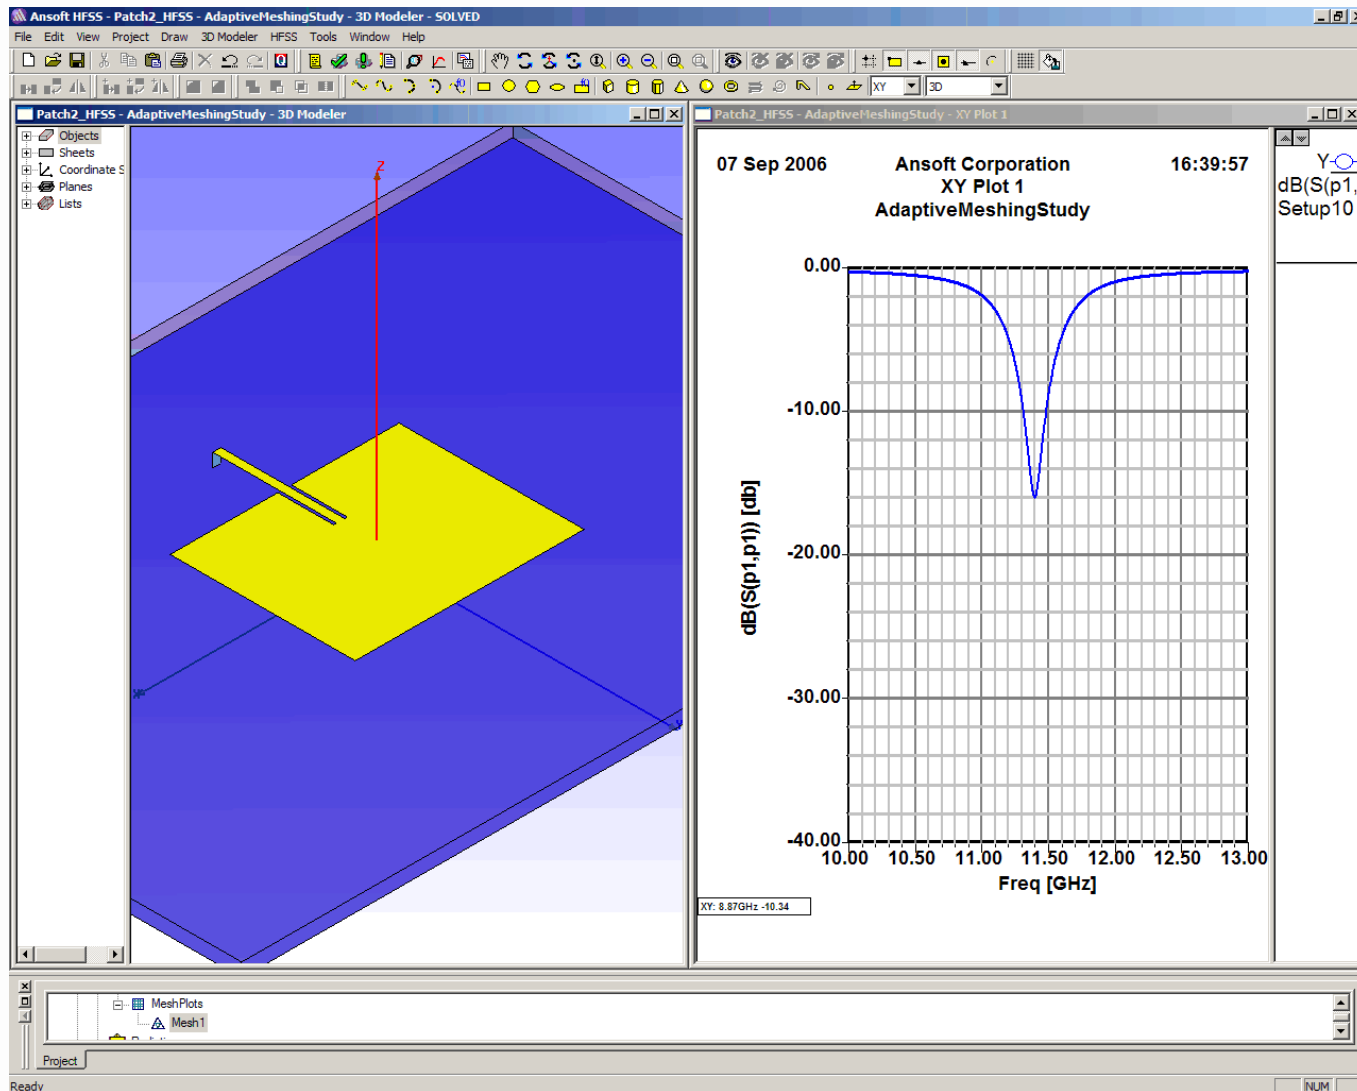 Ansoft HFSS - Patch2_HFSS - AdaptiveMeshingStudy - 3D Modeler - SOLVED
File Edit View Project Draw 3D Modeler HFSS Tools Window Help
XY 3D
Patch2_HFSS - AdaptiveMeshingStudy - 3D Modeler
Objects
Sheets
Coordinate S
Planes
Lists
Z
X
Y
Patch2_HFSS - AdaptiveMeshingStudy - XY Plot 1
07 Sep 2006 Ansoft Corporation 16:39:57
XY Plot 1
AdaptiveMeshingStudy
Y
dB(S(p1,
Setup10
0.00
-10.00
-20.00
-30.00
-40.00
dB(S(p1,p1)) [db]
10.00 10.50 11.00 11.50 12.00 12.50 13.00
Freq [GHz]
XY: 8.87GHz -10.34
MeshPlots
Mesh1
Project
Ready
NUM